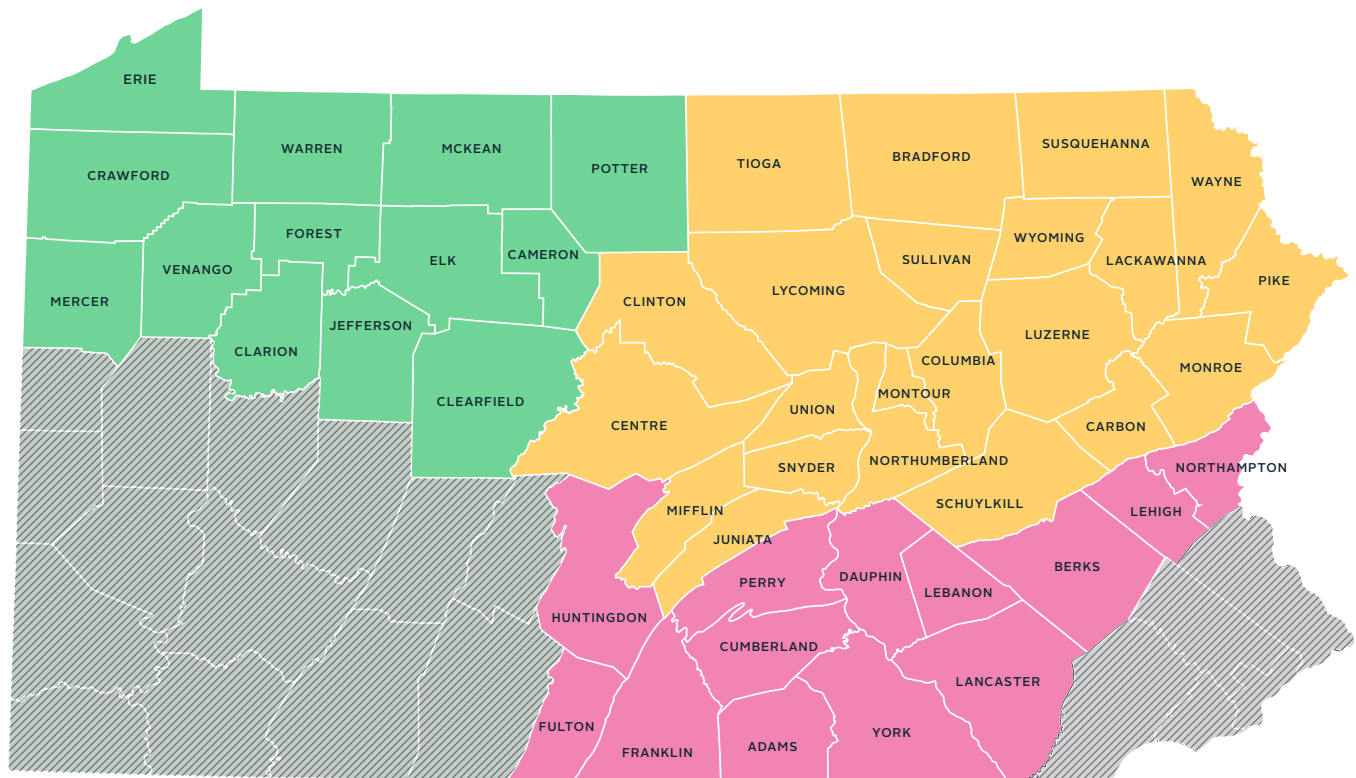 ERIE
SUSQUEHANNA
WARREN
MCKEAN
BRADFORD
TIOGA
POTTER
CRAWFORD
WAYNE
FOREST
WYOMING
CAMERON
ELK
SULLIVAN
LACKAWANNA
VENANGO
PIKE
LYCOMING
MERCER
CLINTON
JEFFERSON
LUZERNE
CLARION
COLUMBIA
MONROE
MONTOUR
CLEARFIELD
UNION
CENTRE
CARBON
NORTHUMBERLAND
SNYDER
NORTHAMPTON
SCHUYLKILL
MIFFLIN
LEHIGH
JUNIATA
BERKS
DAUPHIN
PERRY
LEBANON
HUNTINGDON
CUMBERLAND
LANCASTER
FULTON
YORK
ADAMS
FRANKLIN